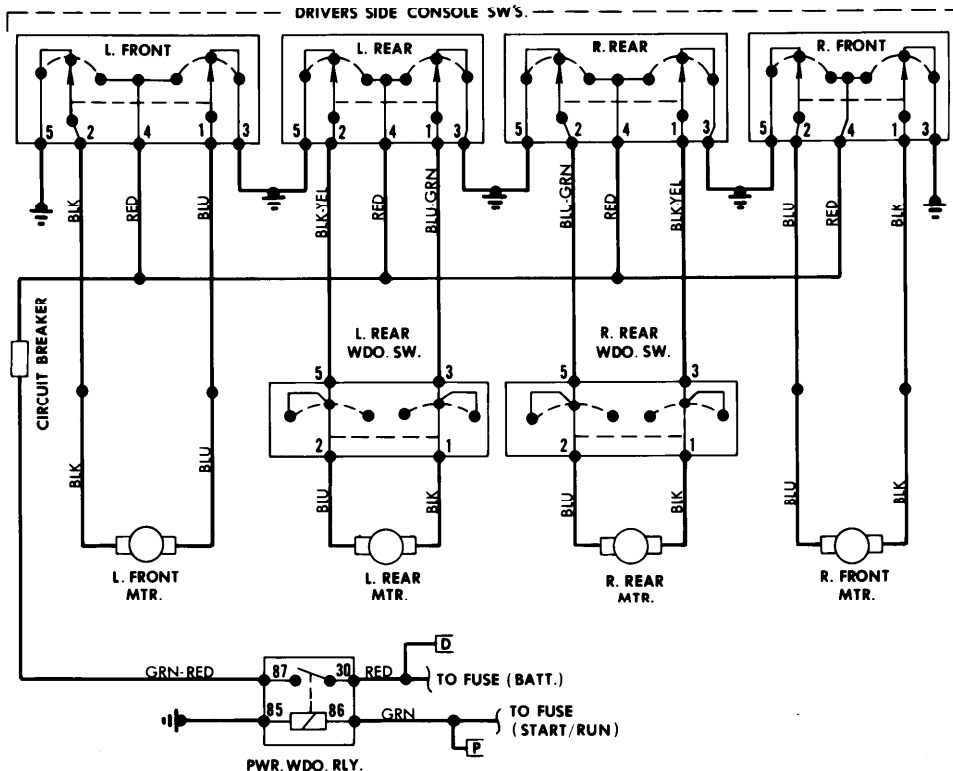 DRIVERS SIDE CONSOLE SW'S.
L. FRONT
L. REAR
R. REAR
R. FRONT
5 2 4 1 3
5 2 4 1 3
5 2 4 1 3
5 2 4 1 3
BLK RED BLU
BLK-YEL RED BLU-GRN
BLU-GRN RED BLK-YEL
BLU RED BLK
CIRCUIT BREAKER
L. REAR
WDO. SW.
R. REAR
WDO. SW.
5 3
5 3
2 1
2 1
BLK BLU
BLU BLK
BLU BLK
BLU BLK
L. FRONT
MTR.
L. REAR
MTR.
R. REAR
MTR.
R. FRONT
MTR.
D
GRN-RED 87 30 RED
TO FUSE (BATT.)
85 86 GRN
TO FUSE
(START/RUN)
P
PWR. WDO. RLY.